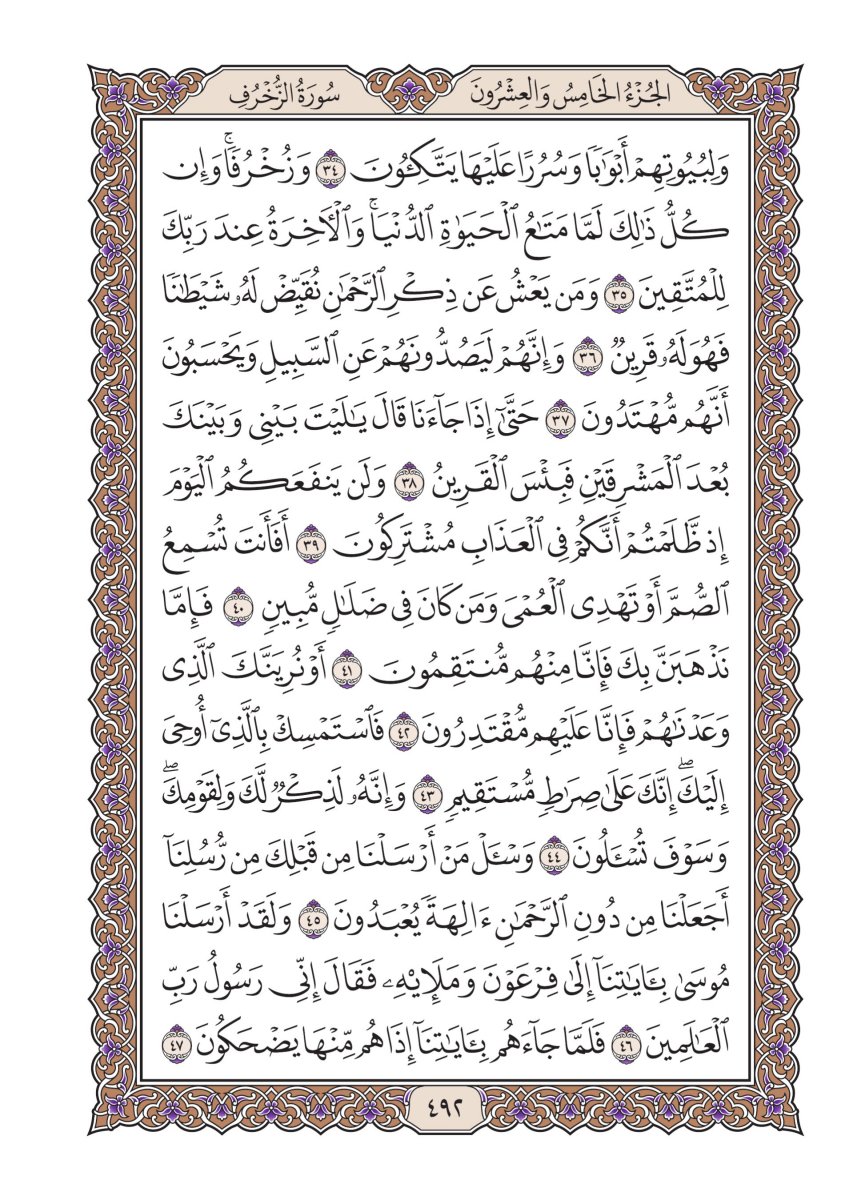 الجُزْءُ الخَامِسُ وَالعِشْرُونَ
سُورَةُ الزُّخْرُفِ
وَلِبُيُوتِهِمۡ أَبۡوَٰبٗا وَسُرُرًا عَلَيۡهَا يَتَّكِـُٔونَ ٣٤ وَزُخۡرُفٗاۚ وَإِن
كُلُّ ذَٰلِكَ لَمَّا مَتَٰعُ ٱلۡحَيَوٰةِ ٱلدُّنۡيَاۚ وَٱلۡأٓخِرَةُ عِندَ رَبِّكَ
لِلۡمُتَّقِينَ ٣٥ وَمَن يَعۡشُ عَن ذِكۡرِ ٱلرَّحۡمَٰنِ نُقَيِّضۡ لَهُۥ شَيۡطَٰنٗا
فَهُوَ لَهُۥ قَرِينٞ ٣٦ وَإِنَّهُمۡ لَيَصُدُّونَهُمۡ عَنِ ٱلسَّبِيلِ وَيَحۡسَبُونَ
أَنَّهُم مُّهۡتَدُونَ ٣٧ حَتَّىٰٓ إِذَا جَآءَنَا قَالَ يَٰلَيۡتَ بَيۡنِي وَبَيۡنَكَ
بُعۡدَ ٱلۡمَشۡرِقَيۡنِ فَبِئۡسَ ٱلۡقَرِينُ ٣٨ وَلَن يَنفَعَكُمُ ٱلۡيَوۡمَ
إِذ ظَّلَمۡتُمۡ أَنَّكُمۡ فِي ٱلۡعَذَابِ مُشۡتَرِكُونَ ٣٩ أَفَأَنتَ تُسۡمِعُ
ٱلصُّمَّ أَوۡ تَهۡدِي ٱلۡعُمۡيَ وَمَن كَانَ فِي ضَلَٰلٖ مُّبِينٖ ٤٠ فَإِمَّا
نَذۡهَبَنَّ بِكَ فَإِنَّا مِنۡهُم مُّنتَقِمُونَ ٤١ أَوۡ نُرِيَنَّكَ ٱلَّذِي
وَعَدۡنَٰهُمۡ فَإِنَّا عَلَيۡهِم مُّقۡتَدِرُونَ ٤٢ فَٱسۡتَمۡسِكۡ بِٱلَّذِيٓ أُوحِيَ
إِلَيۡكَۖ إِنَّكَ عَلَىٰ صِرَٰطٖ مُّسۡتَقِيمٖ ٤٣ وَإِنَّهُۥ لَذِكۡرٞ لَّكَ وَلِقَوۡمِكَۖ
وَسَوۡفَ تُسۡـَٔلُونَ ٤٤ وَسۡـَٔلۡ مَنۡ أَرۡسَلۡنَا مِن قَبۡلِكَ مِن رُّسُلِنَآ
أَجَعَلۡنَا مِن دُونِ ٱلرَّحۡمَٰنِ ءَالِهَةٗ يُعۡبَدُونَ ٤٥ وَلَقَدۡ أَرۡسَلۡنَا
مُوسَىٰ بِـَٔايَٰتِنَآ إِلَىٰ فِرۡعَوۡنَ وَمَلَإِيْهِۦ فَقَالَ إِنِّي رَسُولُ رَبِّ
ٱلۡعَٰلَمِينَ ٤٦ فَلَمَّا جَآءَهُم بِـَٔايَٰتِنَآ إِذَا هُم مِّنۡهَا يَضۡحَكُونَ ٤٧
٤٩٢